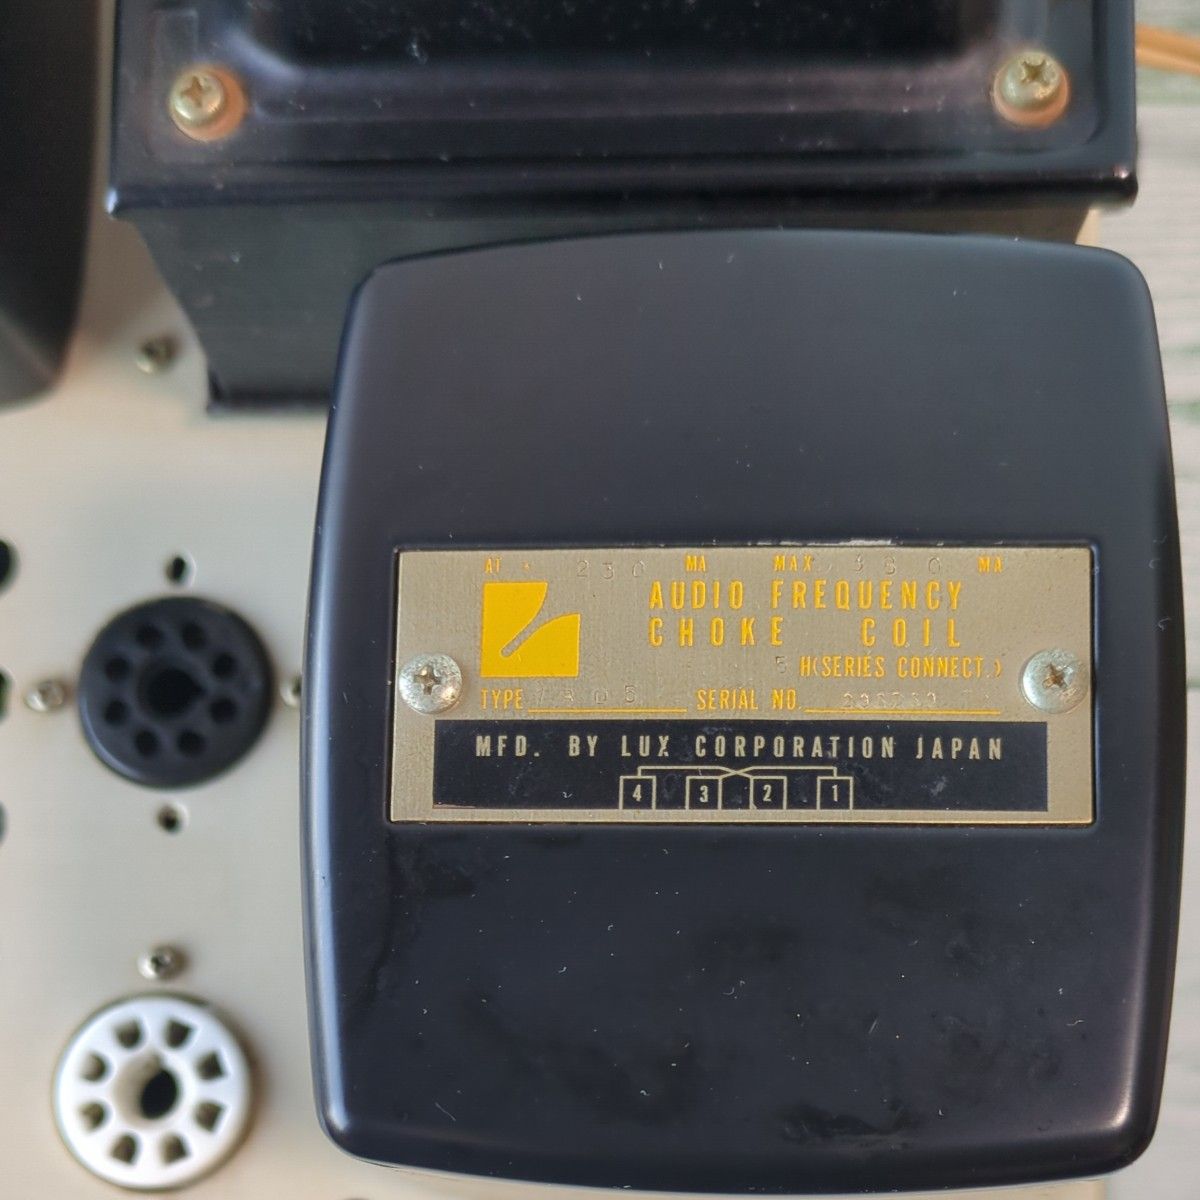 AT 230 MA MAX. 330 MA
AUDIO FREQUENCY
CHOKE COIL
5 H(SERIES CONNECT.)
TYPE SERIAL NO.
MFD. BY LUX CORPORATION JAPAN
4 3 2 1